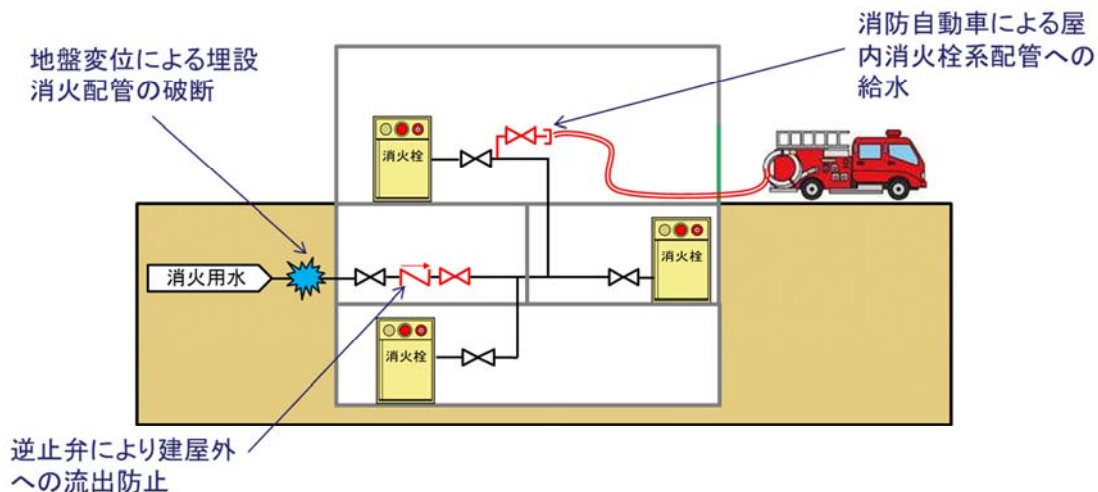 消防自動車による屋
内消火栓系配管への
給水
地盤変位による埋設
消火配管の破断
消火栓
消火栓
消火用水
消火栓
逆止弁により建屋外
への流出防止